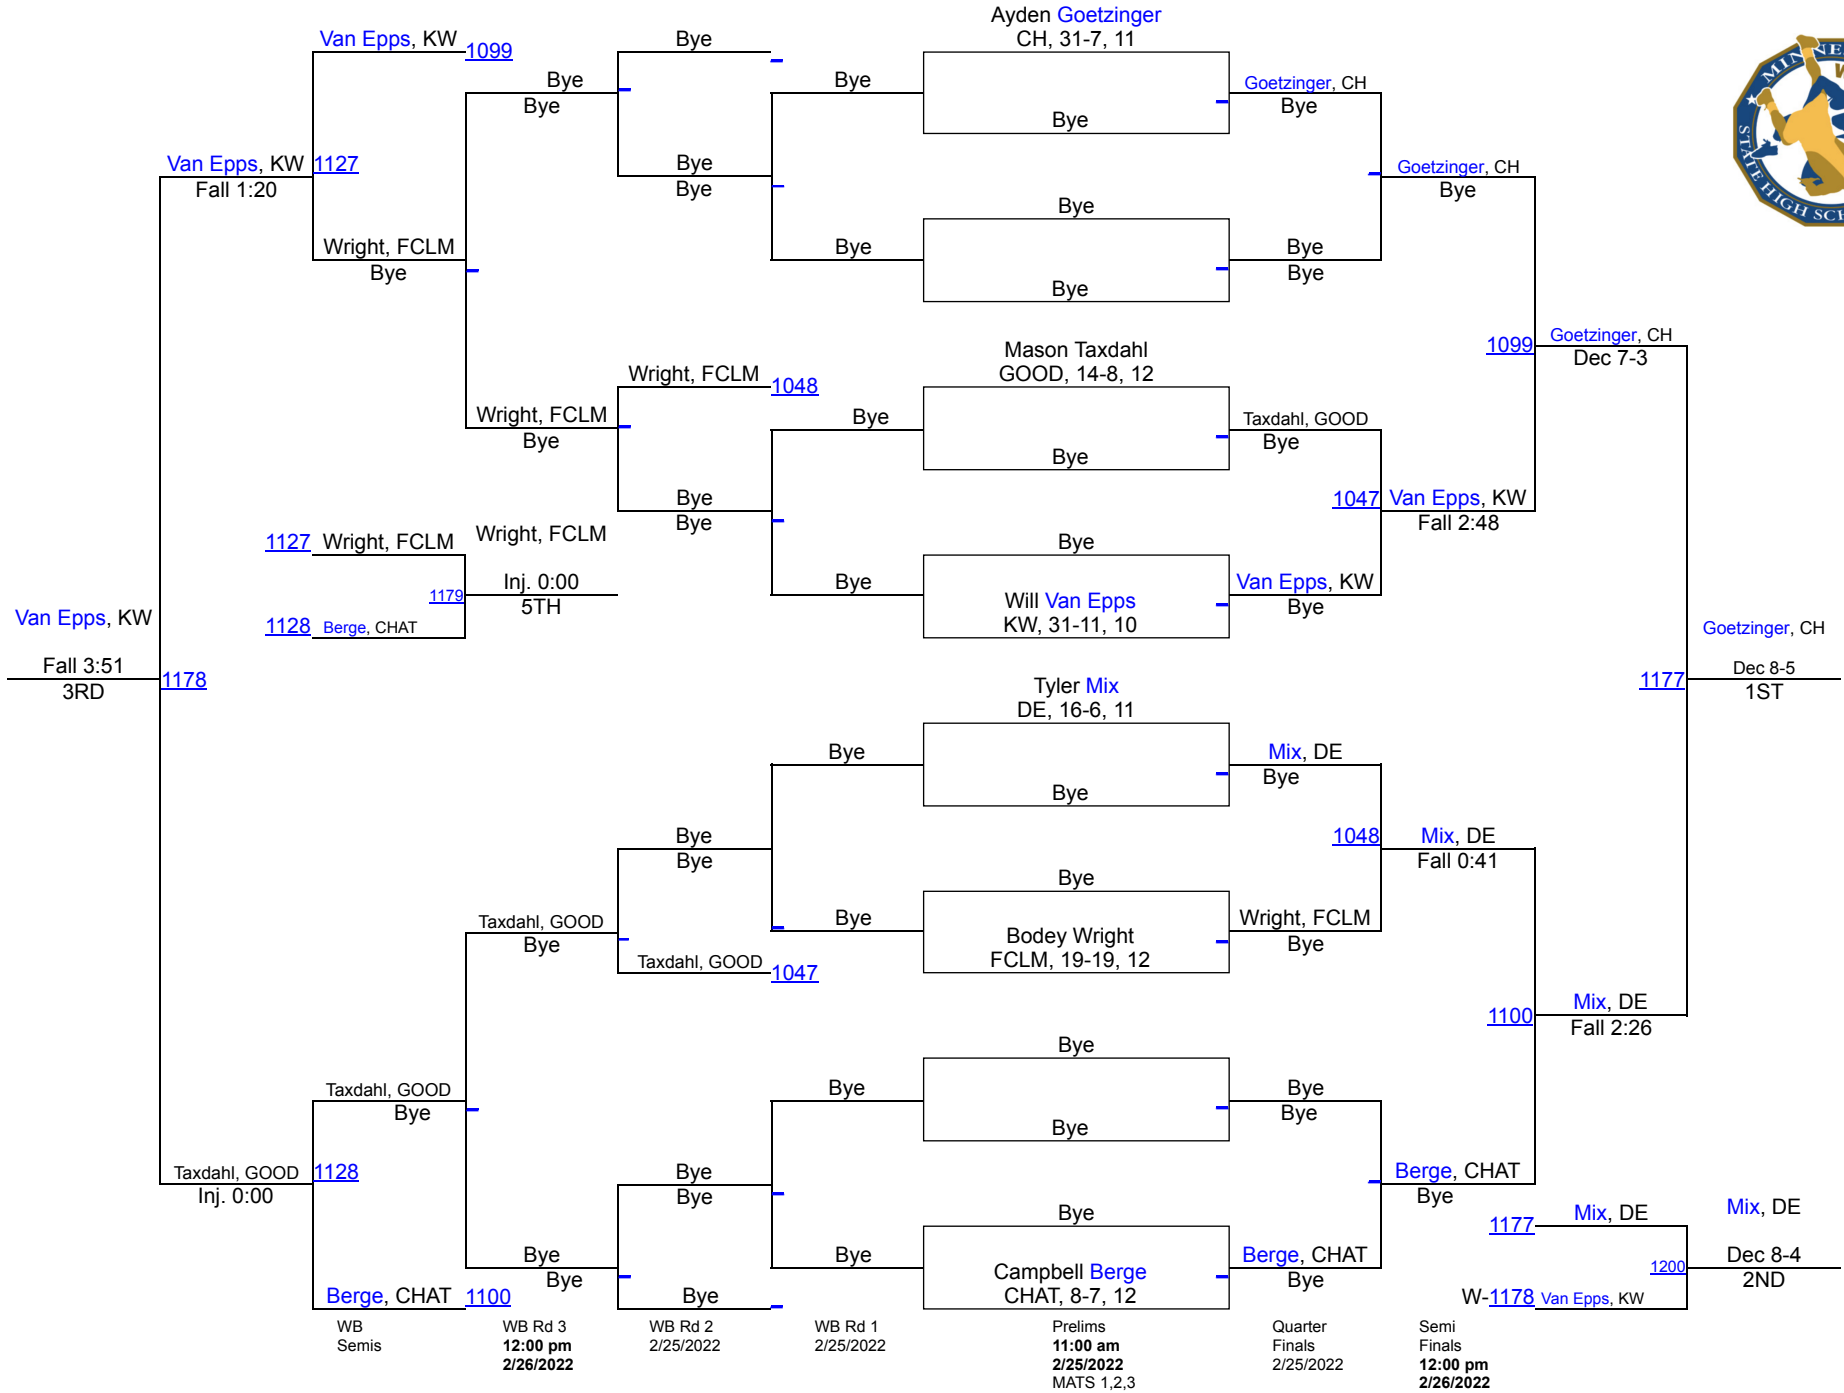 Ayden Goetzinger
CH, 31-7, 11
Van Epps, KW
1099
Bye
Bye
Bye
Bye
Goetzinger, CH
Bye
Bye
Van Epps, KW
1127
Fall 1:20
Bye
Bye
Goetzinger, CH
Bye
Bye
Wright, FCLM
Bye
Bye
Bye
Bye
Bye
STATE HIGH
Mason Taxdahl
GOOD, 14-8, 12
1099
Goetzinger, CH
Dec 7-3
Wright, FCLM
1048
Wright, FCLM
Bye
Bye
Bye
Taxdahl, GOOD
Bye
Bye
Bye
1047
Van Epps, KW
Fall 2:48
1127
Wright, FCLM
Wright, FCLM
Bye
Inj. 0:00
5TH
1179
Bye
Will Van Epps
KW, 31-11, 10
Van Epps, KW
Bye
1128
Berge, CHAT
Van Epps, KW
Fall 3:51
3RD
1178
Goetzinger, CH
Dec 8-5
1ST
1177
Tyler Mix
DE, 16-6, 11
Bye
Bye
Mix, DE
Bye
Bye
Bye
1048
Mix, DE
Fall 0:41
Bye
Taxdahl, GOOD
Bye
Taxdahl, GOOD
1047
Bye
Bodey Wright
FCLM, 19-19, 12
Wright, FCLM
Bye
1100
Mix, DE
Fall 2:26
Bye
Taxdahl, GOOD
Bye
Bye
Bye
Bye
Bye
Taxdahl, GOOD
1128
Inj. 0:00
Bye
Bye
Berge, CHAT
Bye
Bye
Bye
Bye
Bye
Campbell Berge
CHAT, 8-7, 12
Berge, CHAT
Bye
1177
Mix, DE
Mix, DE
1200
Dec 8-4
2ND
Berge, CHAT
1100
Bye
W-1178
Van Epps, KW
WB
Semis
WB Rd 3
12:00 pm
2/26/2022
WB Rd 2
2/25/2022
WB Rd 1
2/25/2022
Prelims
11:00 am
2/25/2022
MATS 1,2,3
Quarter
Finals
2/25/2022
Semi
Finals
12:00 pm
2/26/2022